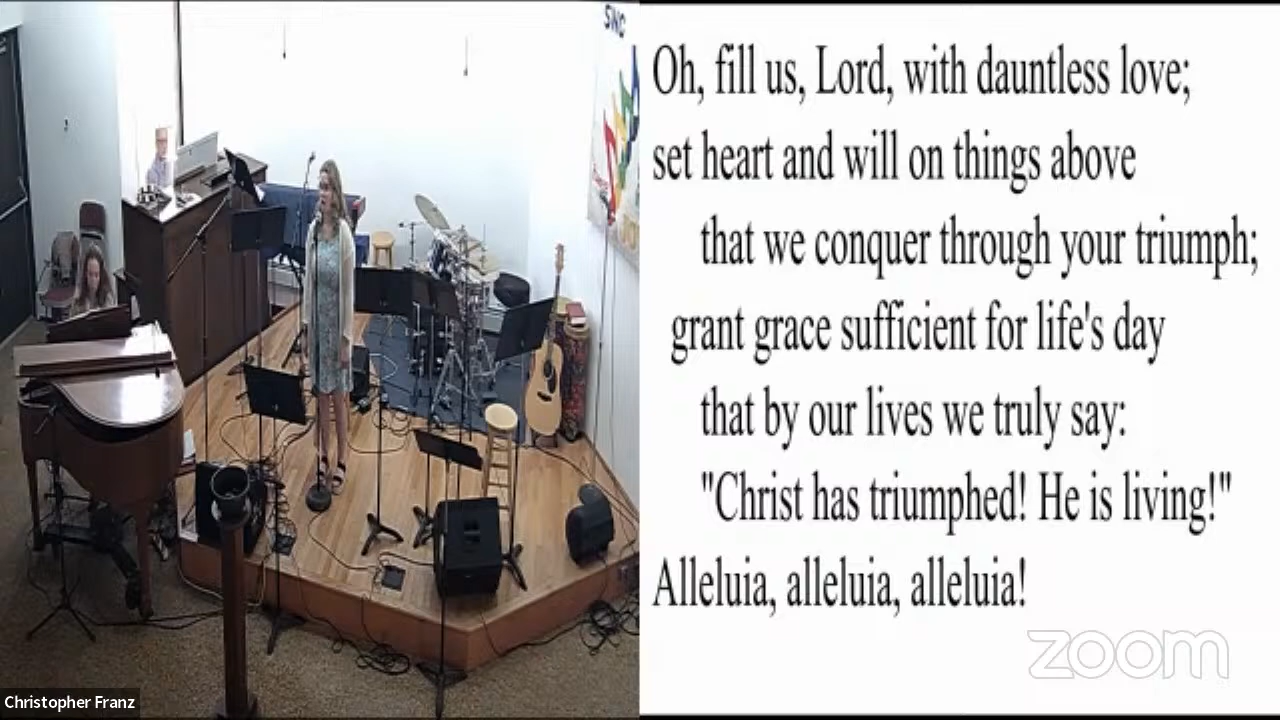 SING
Oh, fill us, Lord, with dauntless love;
set heart and will on things above
that we conquer through your triumph;
grant grace sufficient for life's day
that by our lives we truly say:
"Christ has triumphed! He is living!"
Alleluia, alleluia, alleluia!
zoom
Christopher Franz